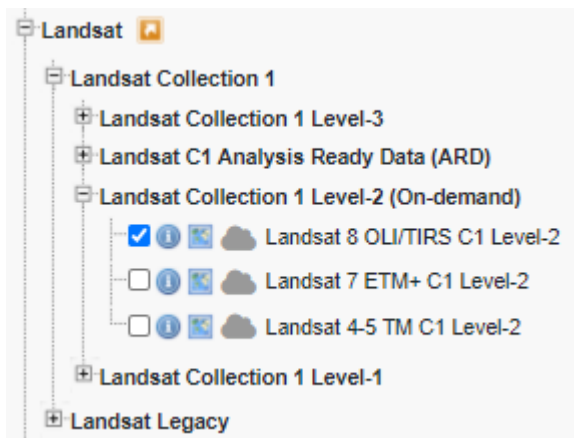 Landsat
Landsat Collection 1
Landsat Collection 1 Level-3
Landsat C1 Analysis Ready Data (ARD)
Landsat Collection 1 Level-2 (On-demand)
Landsat 8 OLI/TIRS C1 Level-2
Landsat 7 ETM+ C1 Level-2
Landsat 4-5 TM C1 Level-2
Landsat Collection 1 Level-1
Landsat Legacy